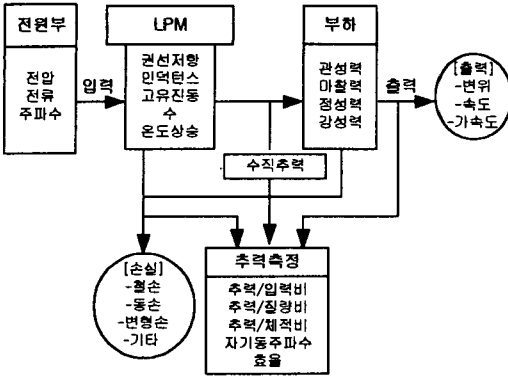 전원부
전압
전류
주파수
입력
LPM
권선저항
인덕턴스
고유진동
수
온도상승
부하
관성력
마찰력
정성력
강성력
출력
[출력]
-변위
-속도
-가속도
수직추력
[손실]
-철손
-동손
-변형손
-기타
추력측정
추력/입력비
추력/질량비
추력/체적비
자기동주파수
효율